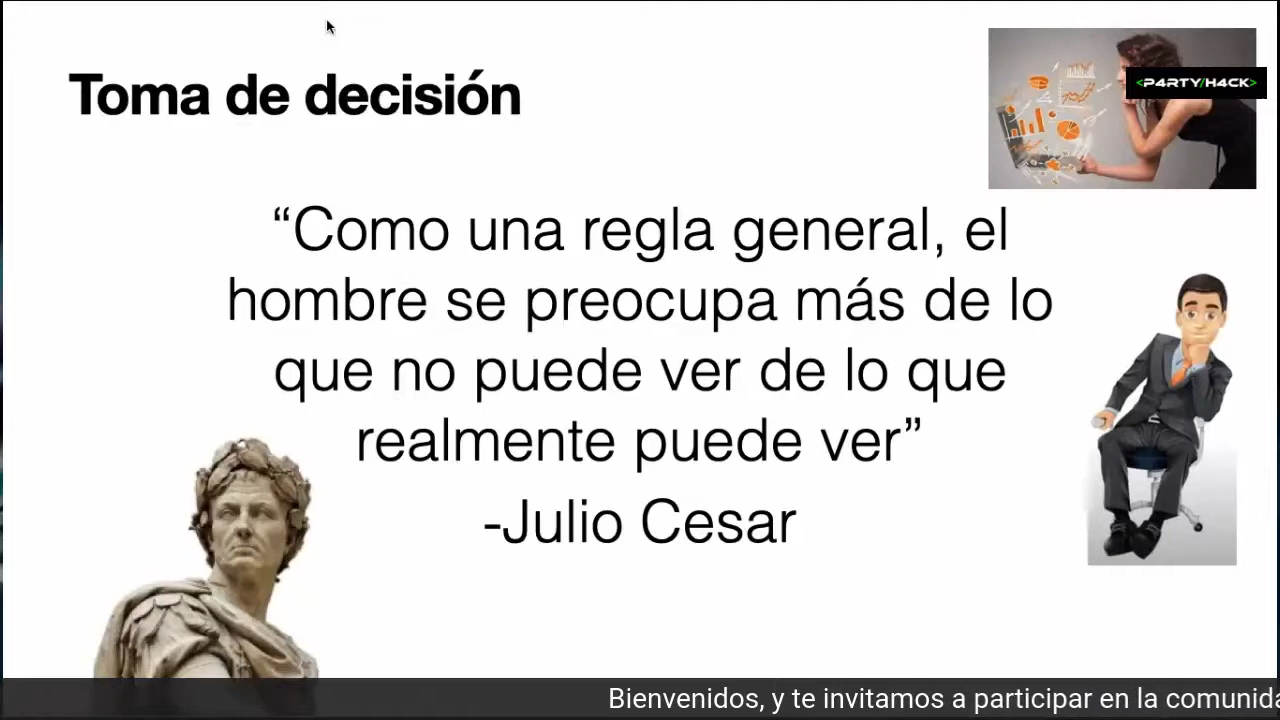 Toma de decisión
<P4RTY/H4CK>
“Como una regla general, el
hombre se preocupa más de lo
que no puede ver de lo que
realmente puede ver”
-Julio Cesar
Bienvenidos, y te invitamos a participar en la comunida